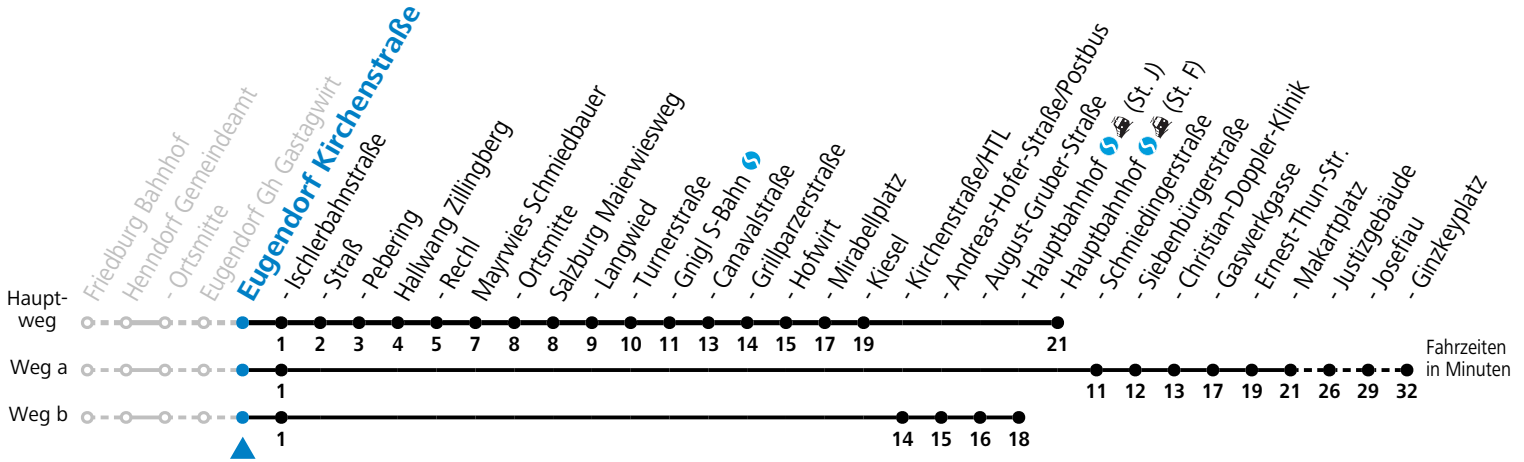 Friedburg Bahnhof
Henndorf Gemeindeamt
- Ortsmitte
Eugendorf Gh Gastagwirt
Eugendorf Kirchenstraße
- Ischlerbahnstraße
- Straß
- Pebering
Hallwang Zillingberg
- Rechl
Mayrwies Schmiedbauer
- Ortsmitte
Salzburg Maierwiesweg
- Langwied
- Turnerstraße
- Gnigl S-Bahn
- Canavalstraße
- Grillparzerstraße
- Hofwirt
- Mirabellplatz
- Kiesel
- Kirchenstraße/HTL
- Andreas-Hofer-Straße/Postbus
- August-Gruber-Straße
- Hauptbahnhof (St. J)
- Hauptbahnhof (St. F)
- Schmiedingerstraße
- Siebenbürgerstraße
- Christian-Doppler-Klinik
- Gaswerkgasse
- Ernest-Thun-Str.
- Makartplatz
- Justizgebäude
- Josefiau
- Ginzkeyplatz
Haupt-
weg
1 2 3 4 5 7 8 8 9 10 11 13 14 15 17 19 21
Weg a
1 11 12 13 17 19 21 26 29 32
Fahrzeiten
in Minuten
Weg b
1 14 15 16 18